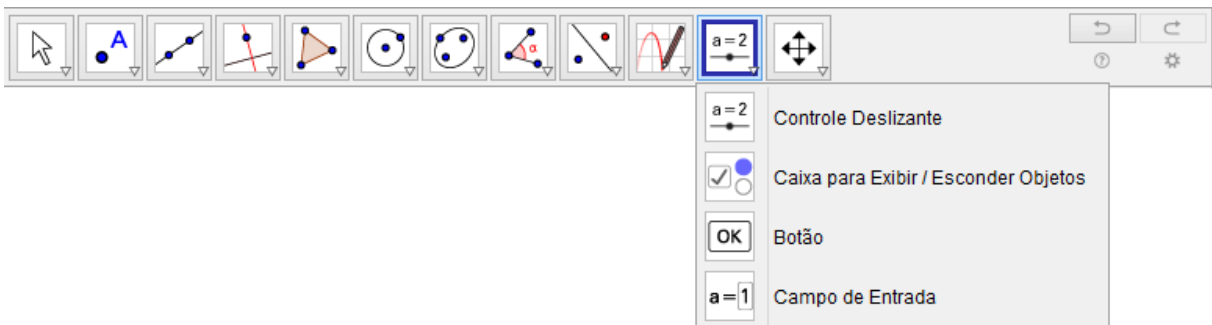 A
α
a=2
a=2
Controle Deslizante
Caixa para Exibir / Esconder Objetos
OK
Botão
a=1
Campo de Entrada
?